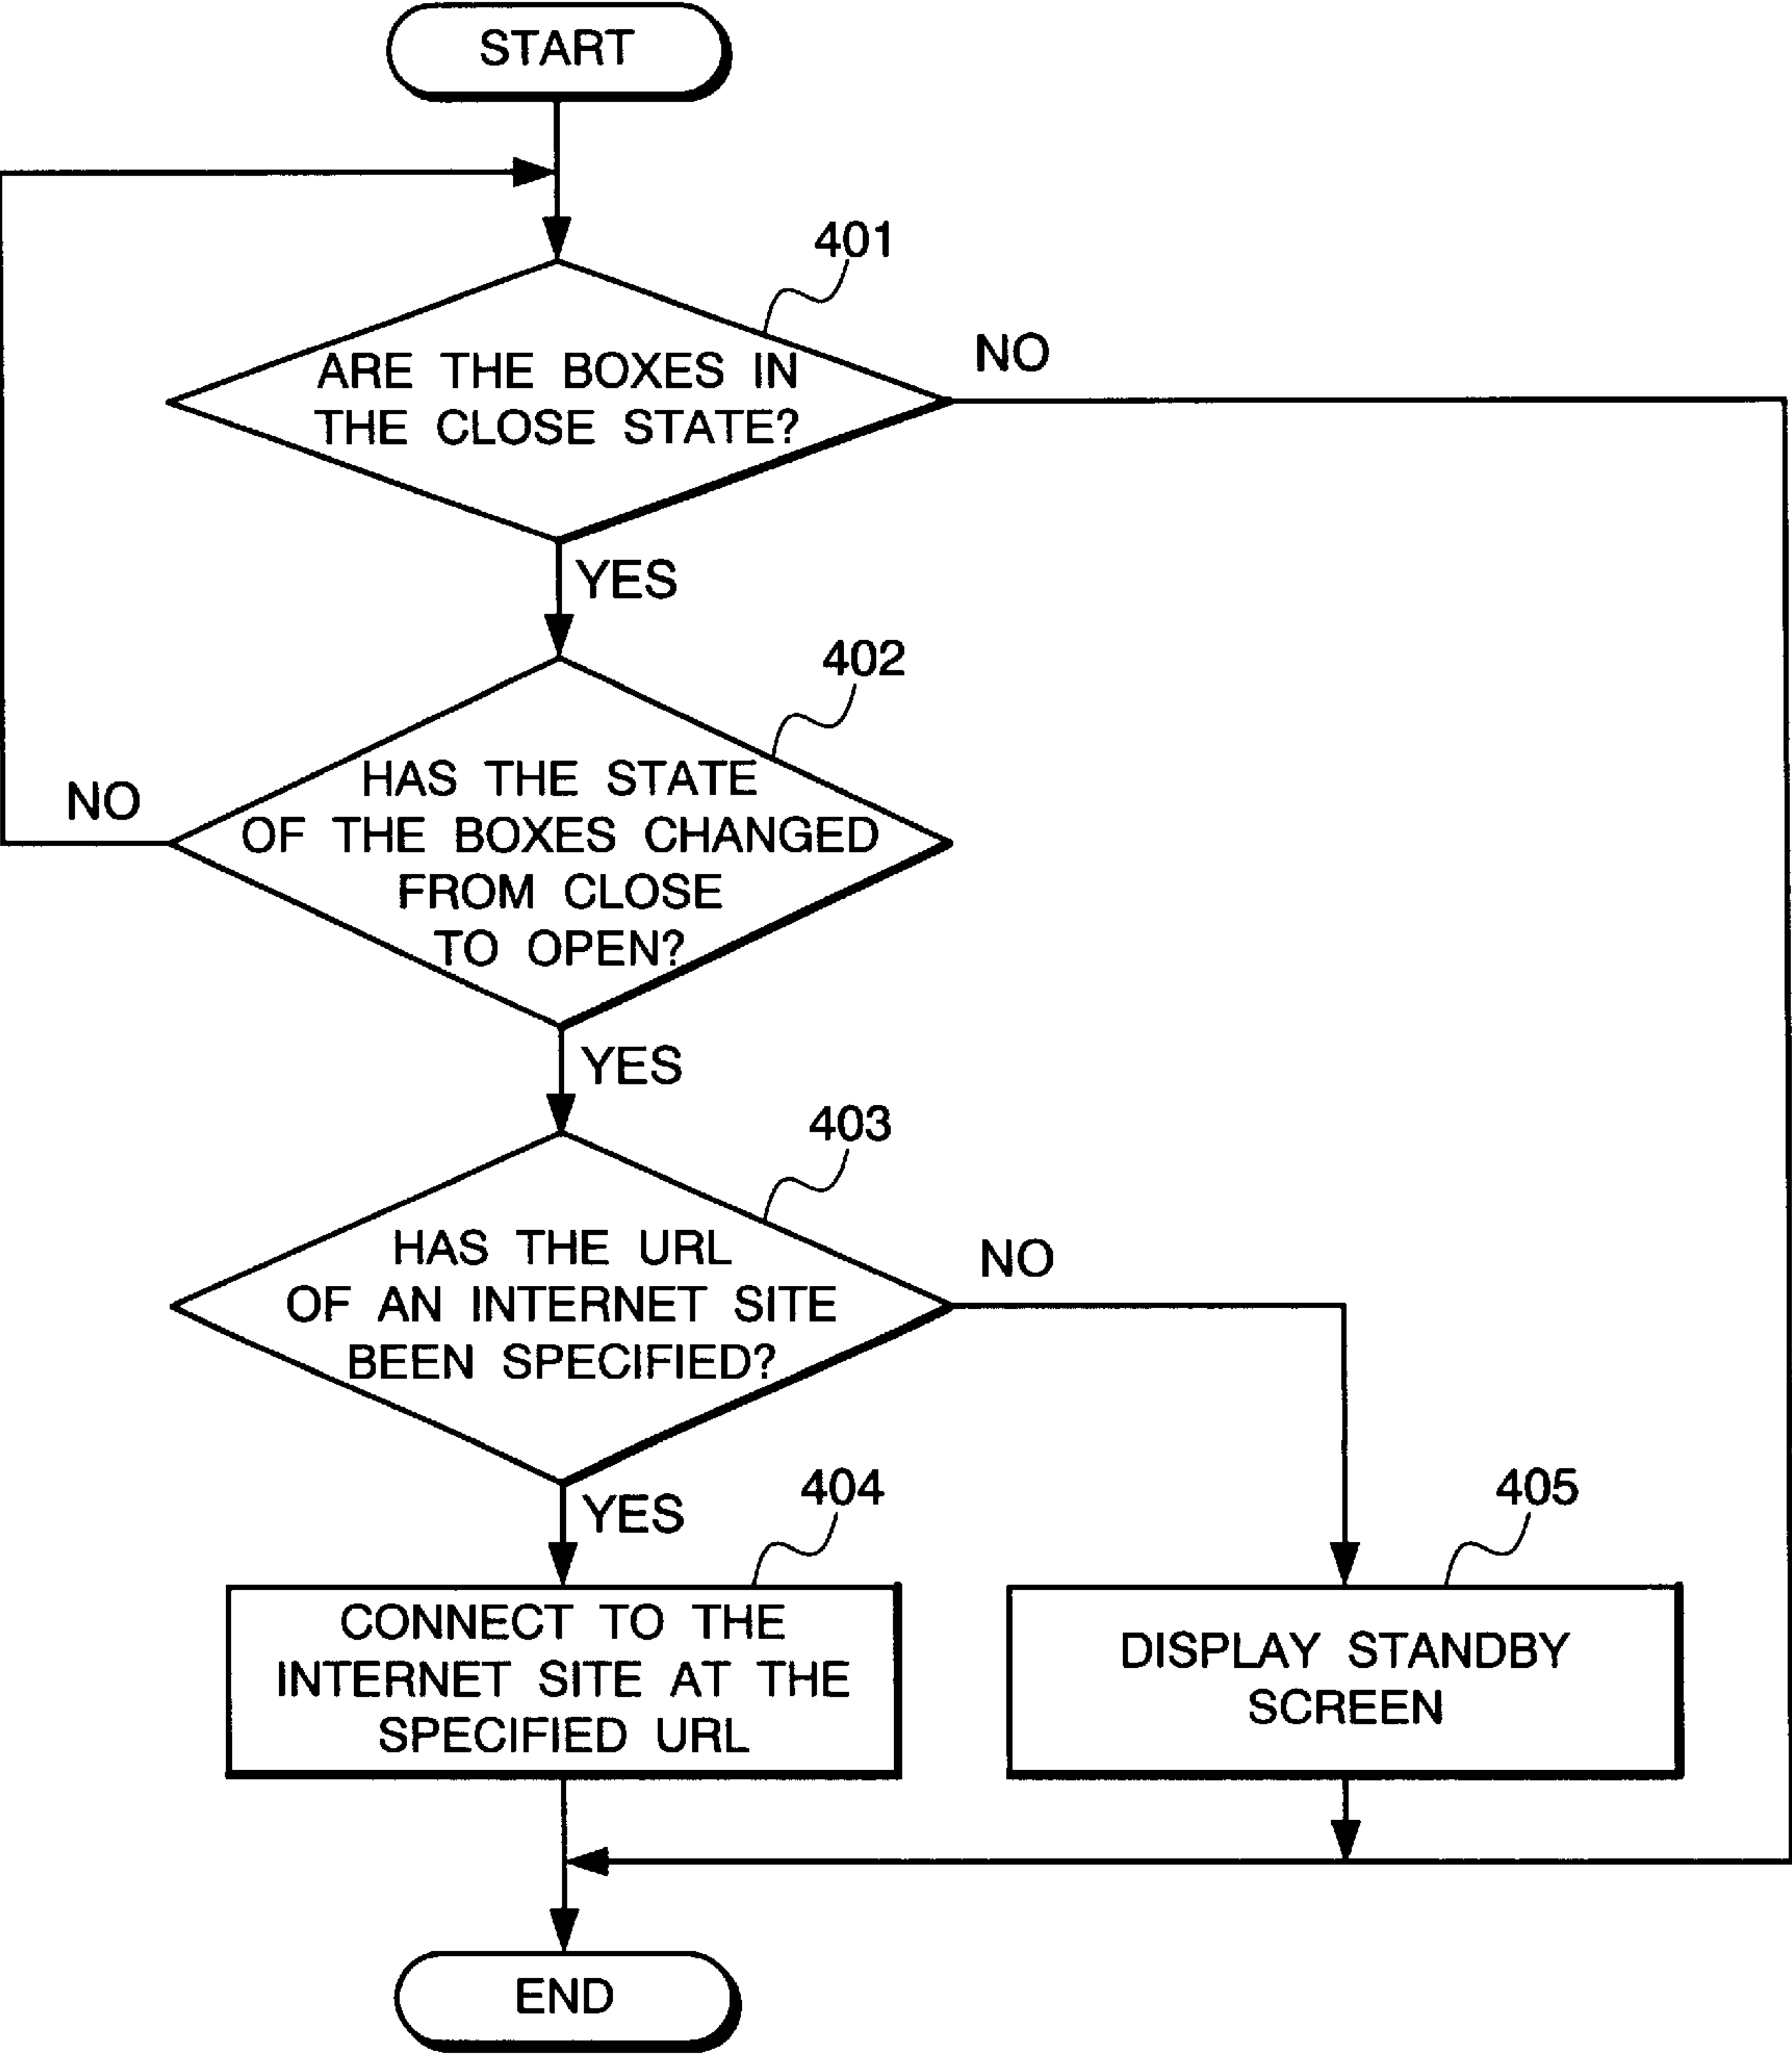 START
401
ARE THE BOXES IN
THE CLOSE STATE?
NO
YES
402
HAS THE STATE
OF THE BOXES CHANGED
FROM CLOSE
TO OPEN?
NO
YES
403
HAS THE URL
OF AN INTERNET SITE
BEEN SPECIFIED?
NO
YES
404
CONNECT TO THE
INTERNET SITE AT THE
SPECIFIED URL
405
DISPLAY STANDBY
SCREEN
END